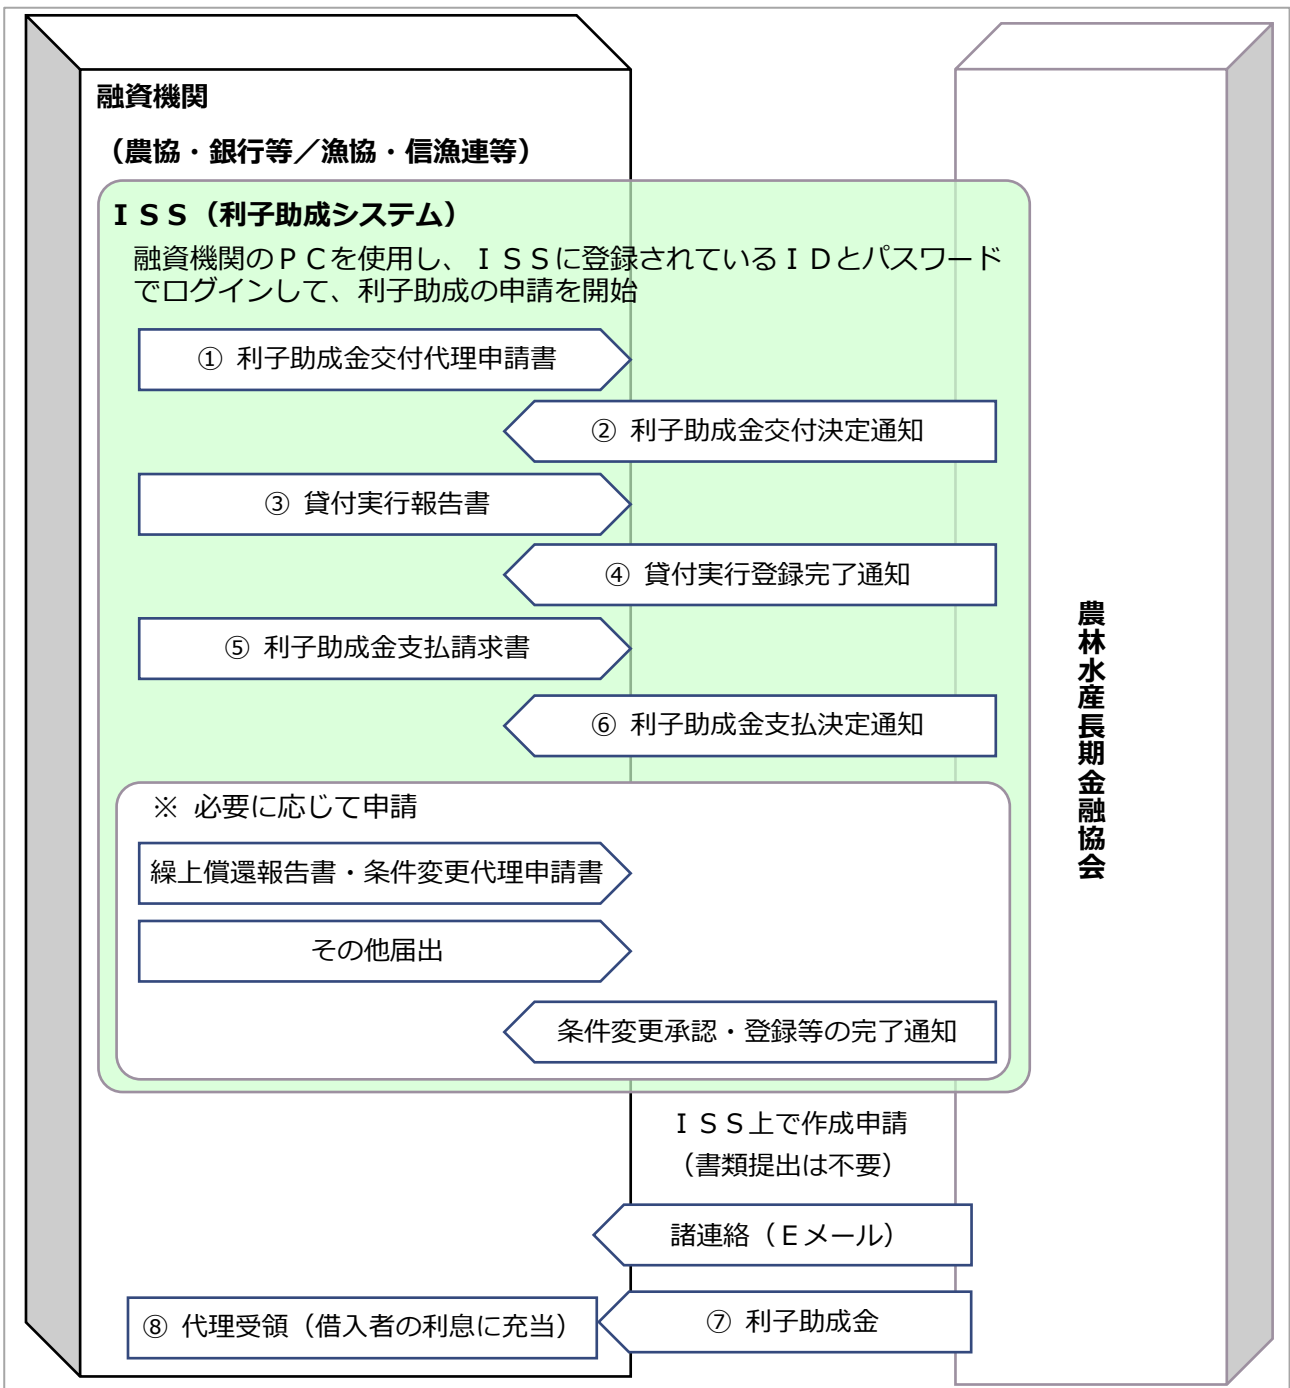 融資機関
（農協・銀行等／漁協・信漁連等）
ＩＳＳ（利子助成システム）
融資機関のＰＣを使用し、ＩＳＳに登録されているＩＤとパスワード
でログインして、利子助成の申請を開始
① 利子助成金交付代理申請書
② 利子助成金交付決定通知
③ 貸付実行報告書
④ 貸付実行登録完了通知
⑤ 利子助成金支払請求書
⑥ 利子助成金支払決定通知
※ 必要に応じて申請
繰上償還報告書・条件変更代理申請書
その他届出
条件変更承認・登録等の完了通知
農林水産長期金融協会
ＩＳＳ上で作成申請
（書類提出は不要）
諸連絡（Ｅメール）
⑧ 代理受領（借入者の利息に充当）
⑦ 利子助成金